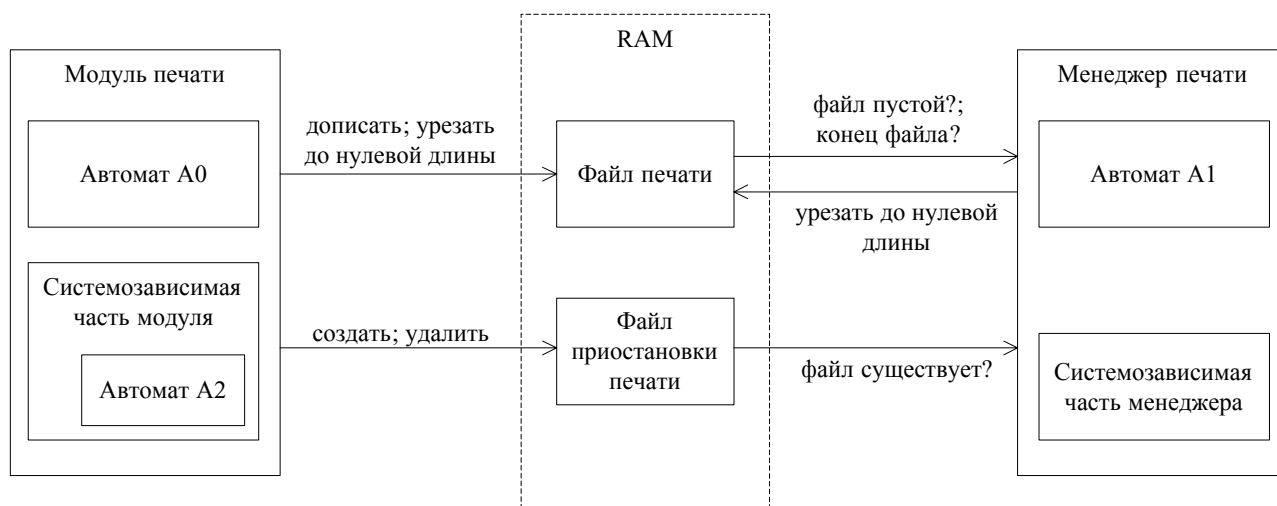 Модуль печати
Автомат А0
Системозависимая
часть модуля
Автомат А2
дописать; урезать
до нулевой длины
создать; удалить
RAM
Файл печати
Файл
приостановки
печати
файл пустой?;
конец файла?
урезать до нулевой
длины
файл существует?
Менеджер печати
Автомат А1
Системозависимая
часть менеджера